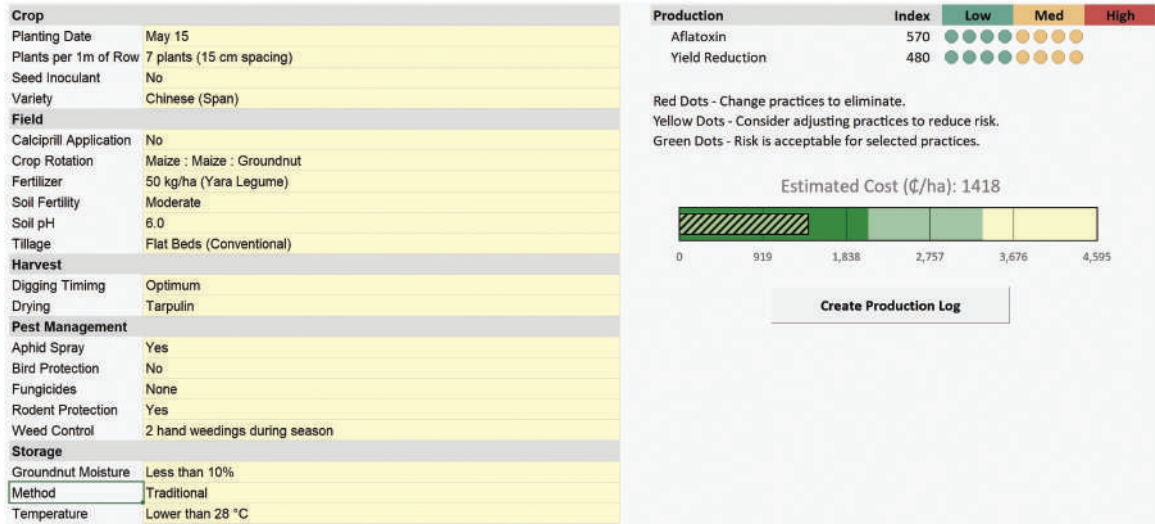 Crop
Planting Date May 15
Plants per 1m of Row 7 plants (15 cm spacing)
Seed Inoculant No
Variety Chinese (Span)
Field
Calciprill Application No
Crop Rotation Maize : Maize : Groundnut
Fertilizer 50 kg/ha (Yara Legume)
Soil Fertility Moderate
Soil pH 6.0
Tillage Flat Beds (Conventional)
Harvest
Digging Timimg Optimum
Drying Tarpulin
Pest Management
Aphid Spray Yes
Bird Protection No
Fungicides None
Rodent Protection Yes
Weed Control 2 hand weedings during season
Storage
Groundnut Moisture Less than 10%
Method Traditional
Temperature Lower than 28 °C
Production Index Low Med High
Aflatoxin 570
Yield Reduction 480
Red Dots - Change practices to eliminate.
Yellow Dots - Consider adjusting practices to reduce risk.
Green Dots - Risk is acceptable for selected practices.
Estimated Cost (₵/ha): 1418
0 919 1,838 2,757 3,676 4,595
Create Production Log